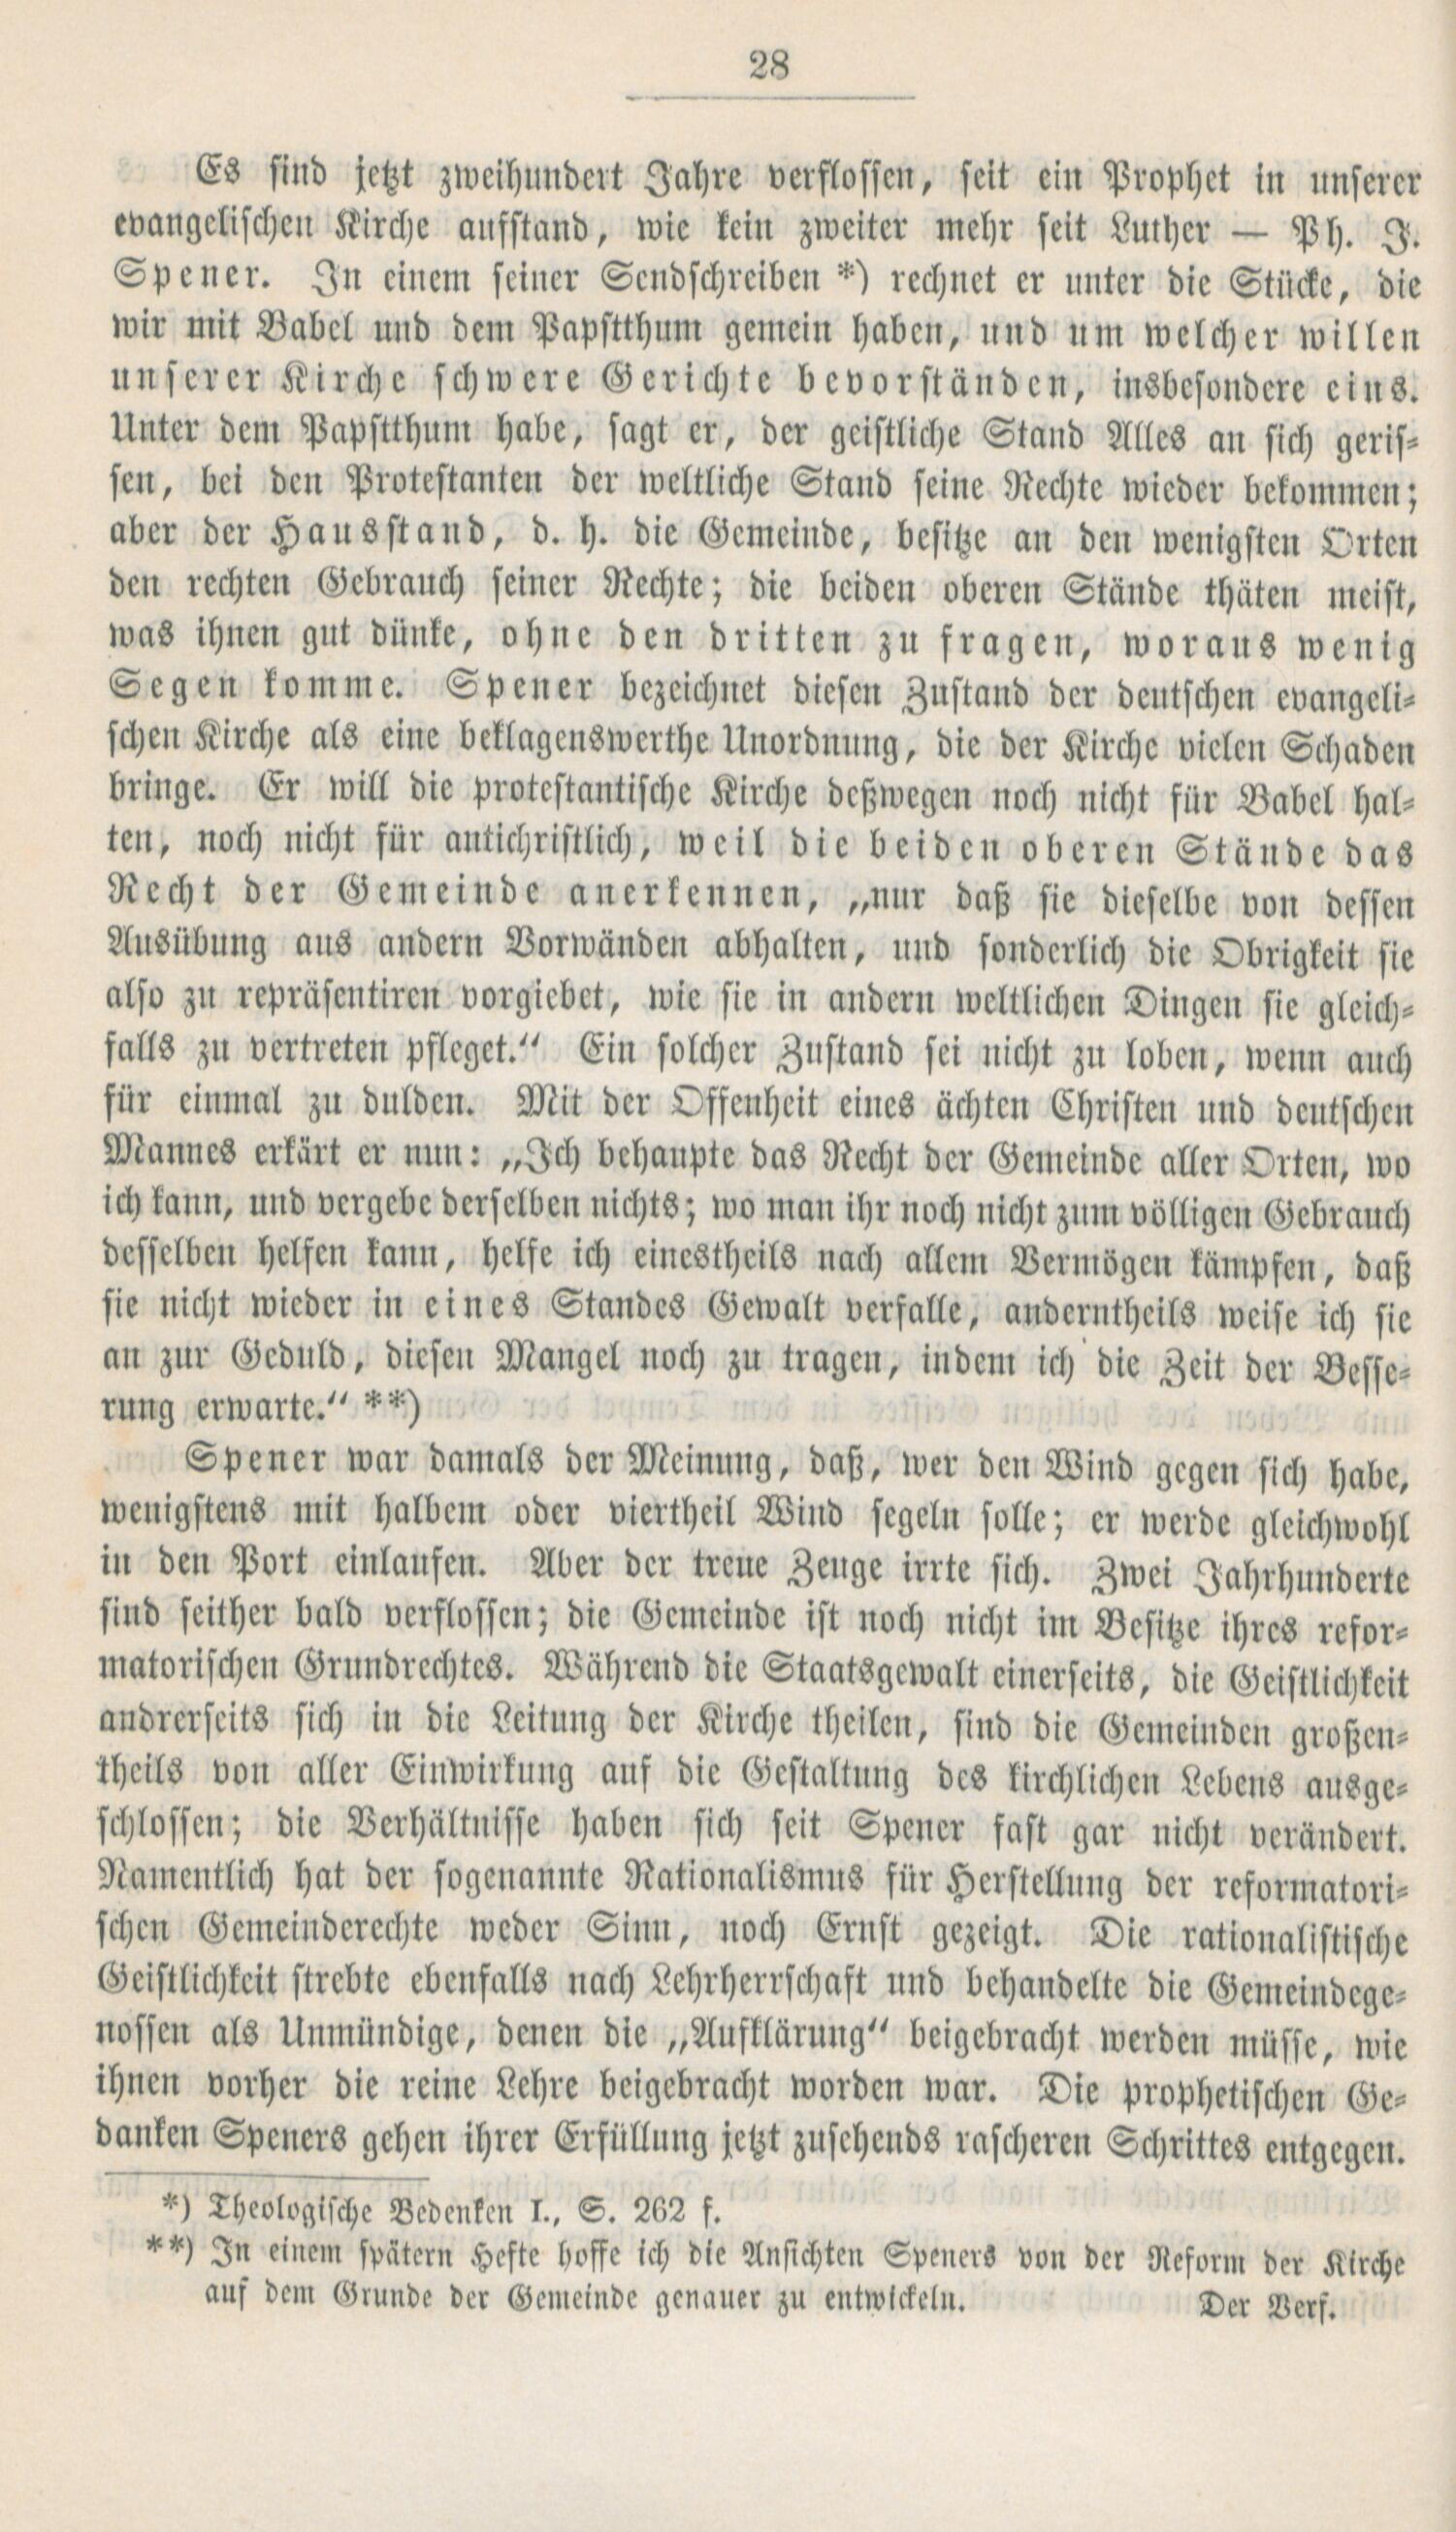 28
Es sind jetzt zweihundert Jahre verflossen, seit ein Prophet in unserer
evangelischen Kirche aufstand, wie kein zweiter mehr seit Luther — Ph. J.
Spener. In einem seiner Sendschreiben *) rechnet er unter die Stücke, die
wir mit Babel und dem Papstthum gemein haben, und um welcher willen
unserer Kirche schwere Gerichte bevorständen, insbesondere eins.
Unter dem Papstthum habe, sagt er, der geistliche Stand Alles an sich geris-
sen, bei den Protestanten der weltliche Stand seine Rechte wieder bekommen;
aber der Hausstand, d. h. die Gemeinde, besitze an den wenigsten Orten
den rechten Gebrauch seiner Rechte; die beiden oberen Stände thäten meist,
was ihnen gut dünke, ohne den dritten zu fragen, woraus wenig
Segen komme. Spener bezeichnet diesen Zustand der deutschen evangeli-
schen Kirche als eine beklagenswerthe Unordnung, die der Kirche vielen Schaden
bringe. Er will die protestantische Kirche deßwegen noch nicht für Babel hal-
ten, noch nicht für antichristlich, weil die beiden oberen Stände das
Recht der Gemeinde anerkennen, „nur daß sie dieselbe von dessen
Ausübung aus andern Vorwänden abhalten, und sonderlich die Obrigkeit sie
also zu repräsentiren vorgiebet, wie sie in andern weltlichen Dingen sie gleich-
falls zu vertreten pfleget.“ Ein solcher Zustand sei nicht zu loben, wenn auch
für einmal zu dulden. Mit der Offenheit eines ächten Christen und deutschen
Mannes erkärt er nun: „Ich behaupte das Recht der Gemeinde aller Orten, wo
ich kann, und vergebe derselben nichts; wo man ihr noch nicht zum völligen Gebrauch
desselben helfen kann, helfe ich einestheils nach allem Vermögen kämpfen, daß
sie nicht wieder in eines Standes Gewalt verfalle, anderntheils weise ich sie
an zur Geduld, diesen Mangel noch zu tragen, indem ich die Zeit der Besse-
rung erwarte.“ **)
Spener war damals der Meinung, daß, wer den Wind gegen sich habe,
wenigstens mit halbem oder viertheil Wind segeln solle; er werde gleichwohl
in den Port einlaufen. Aber der treue Zeuge irrte sich. Zwei Jahrhunderte
sind seither bald verflossen; die Gemeinde ist noch nicht im Besitze ihres refor-
matorischen Grundrechtes. Während die Staatsgewalt einerseits, die Geistlichkeit
andrerseits sich in die Leitung der Kirche theilen, sind die Gemeinden großen-
theils von aller Einwirkung auf die Gestaltung des kirchlichen Lebens ausge-
schlossen; die Verhältnisse haben sich seit Spener fast gar nicht verändert.
Namentlich hat der sogenannte Rationalismus für Herstellung der reformatori-
schen Gemeinderechte weder Sinn, noch Ernst gezeigt. Die rationalistische
Geistlichkeit strebte ebenfalls nach Lehrherrschaft und behandelte die Gemeindege-
nossen als Unmündige, denen die „Aufklärung“ beigebracht werden müsse, wie
ihnen vorher die reine Lehre beigebracht worden war. Die prophetischen Ge-
danken Speners gehen ihrer Erfüllung jetzt zusehends rascheren Schrittes entgegen.
*) Theologische Bedenken I., S. 262 f.
**) In einem spätern Hefte hoffe ich die Ansichten Speners von der Reform der Kirche
auf dem Grunde der Gemeinde genauer zu entwickeln. Der Verf.